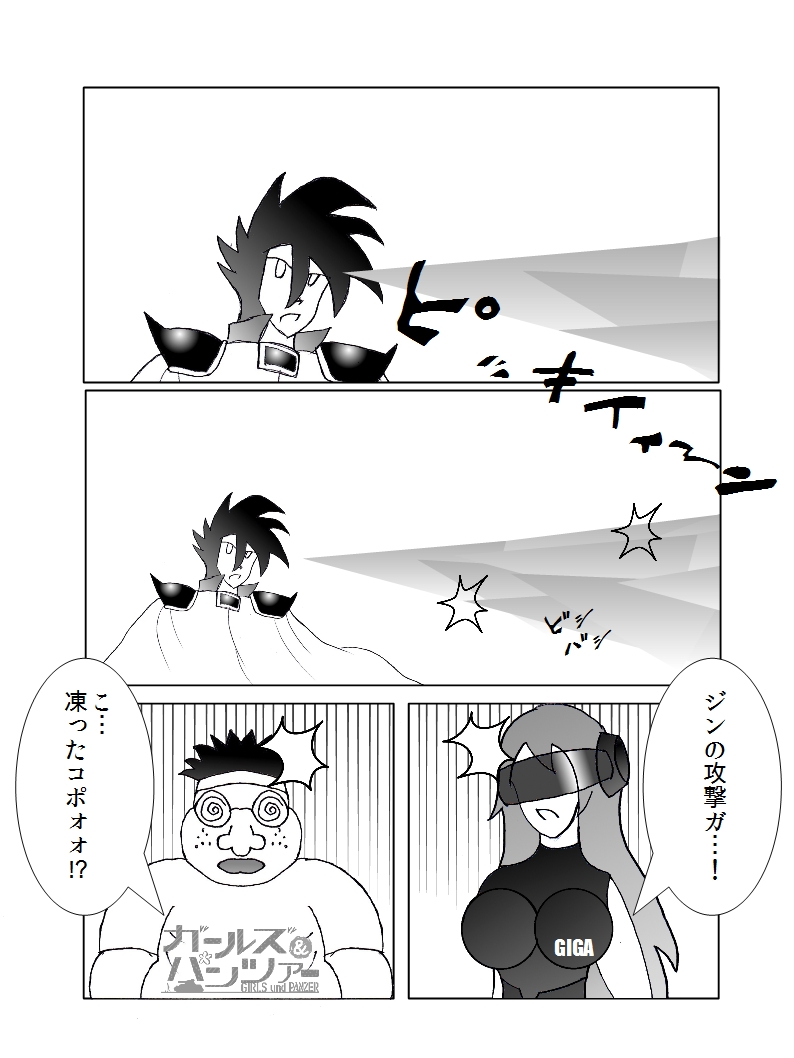 ピキィーン
ビシ
バシ
ジンの攻撃ガ…！
こ…
凍ったコポォォ!?
GIGA
ガールズ&
パンツァー
GIRLS und PANZER